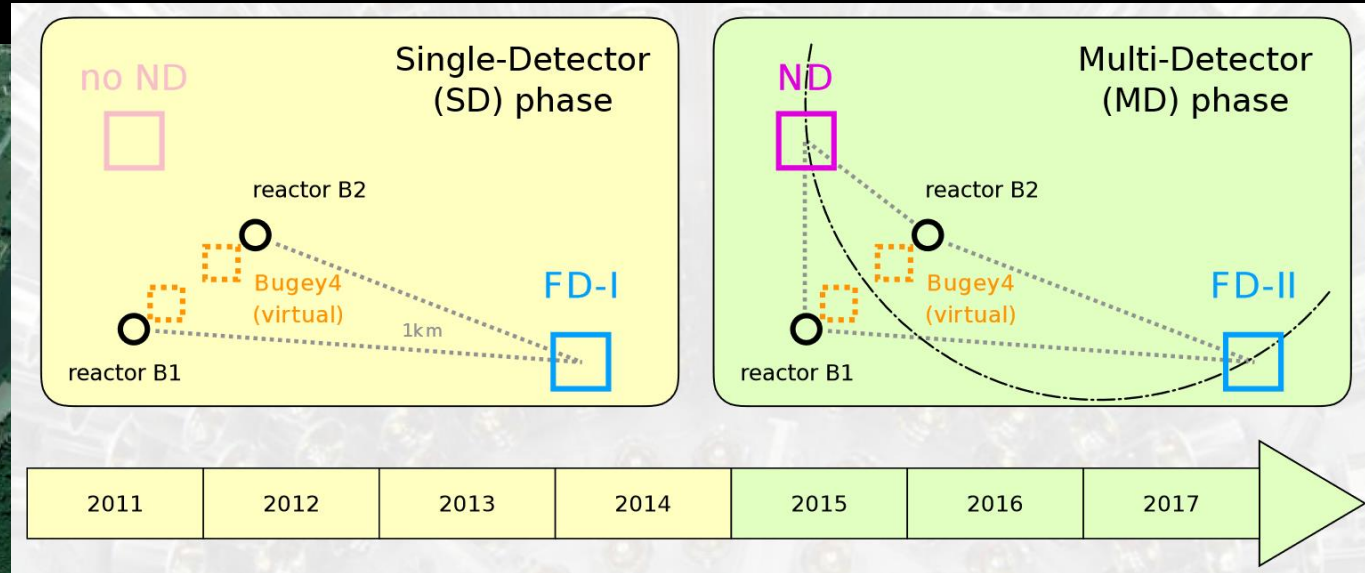 no ND
Single-Detector
(SD) phase
reactor B2
Bugey4
(virtual)
FD-I
1km
reactor B1
ND
Multi-Detector
(MD) phase
reactor B2
Bugey4
(virtual)
FD-II
reactor B1
2011
2012
2013
2014
2015
2016
2017